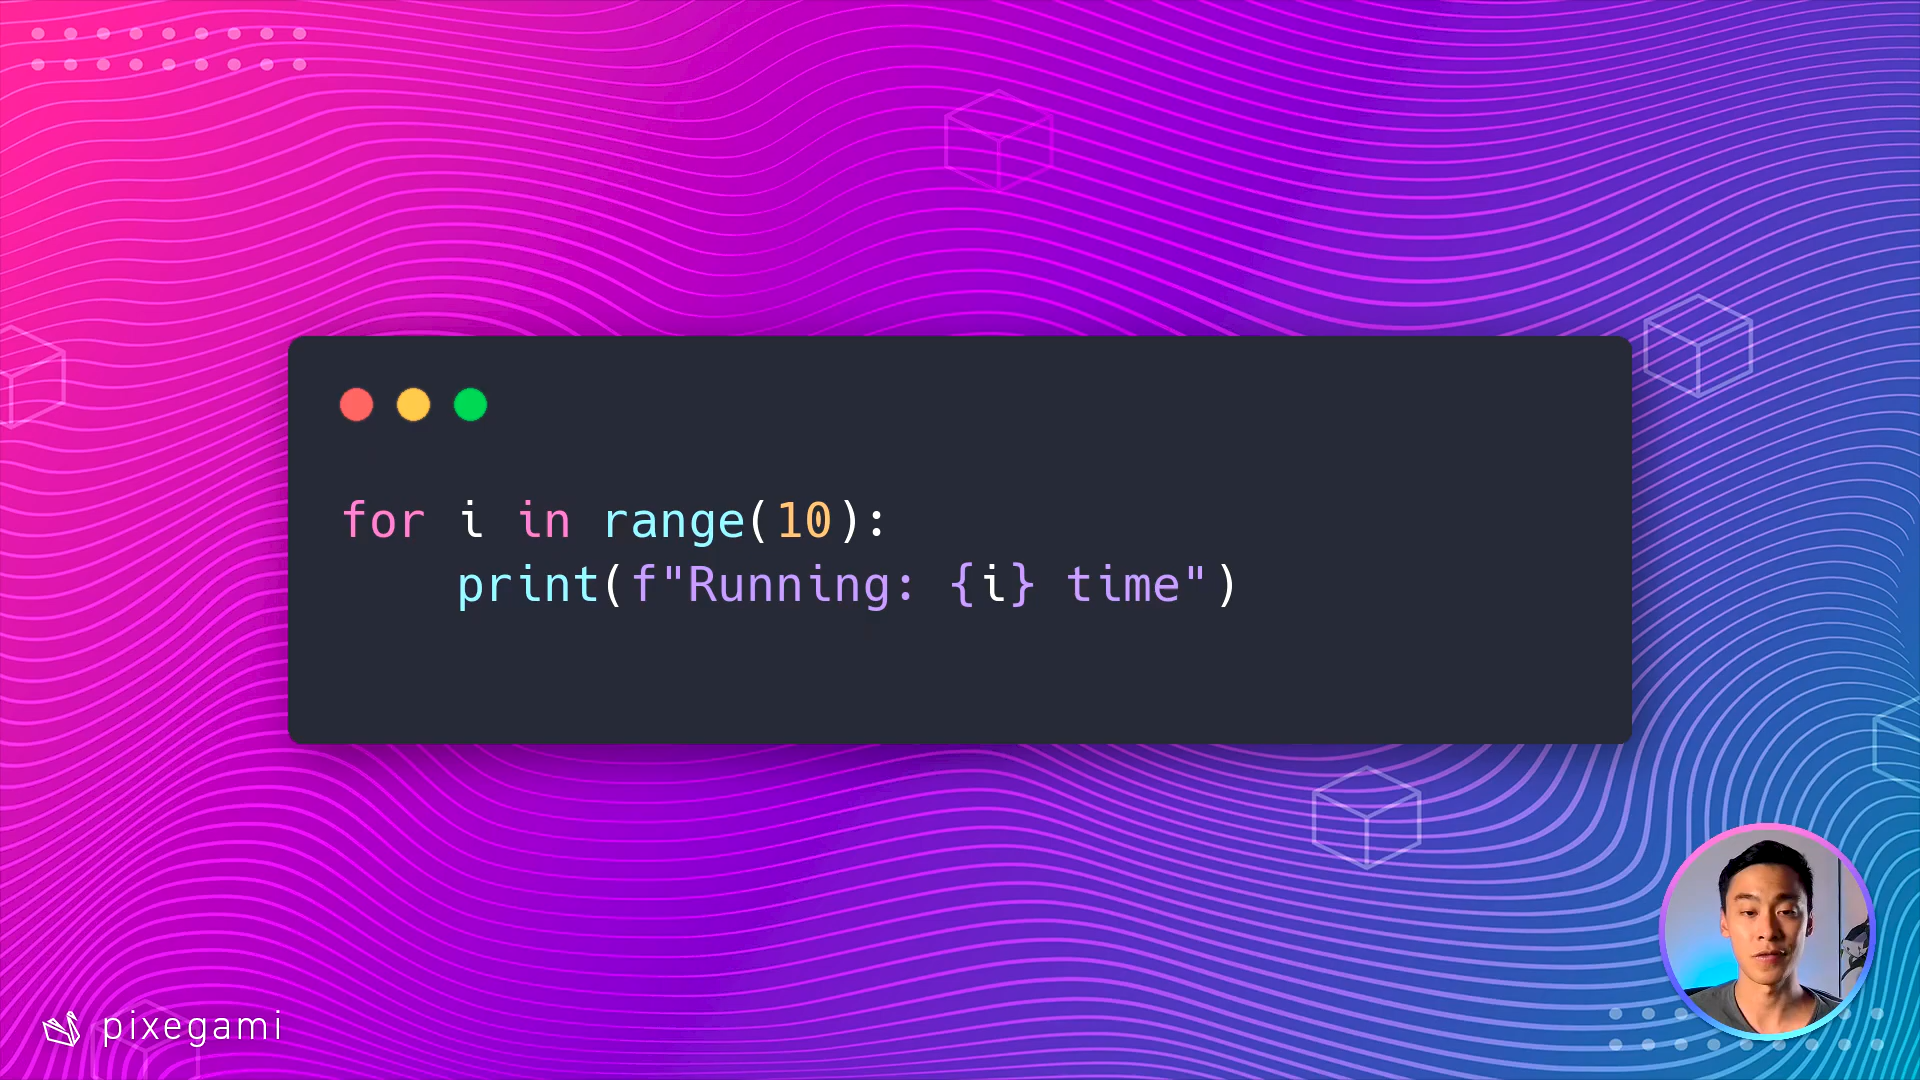 for i in range(10):
    print(f"Running: {i} time")
pixegami